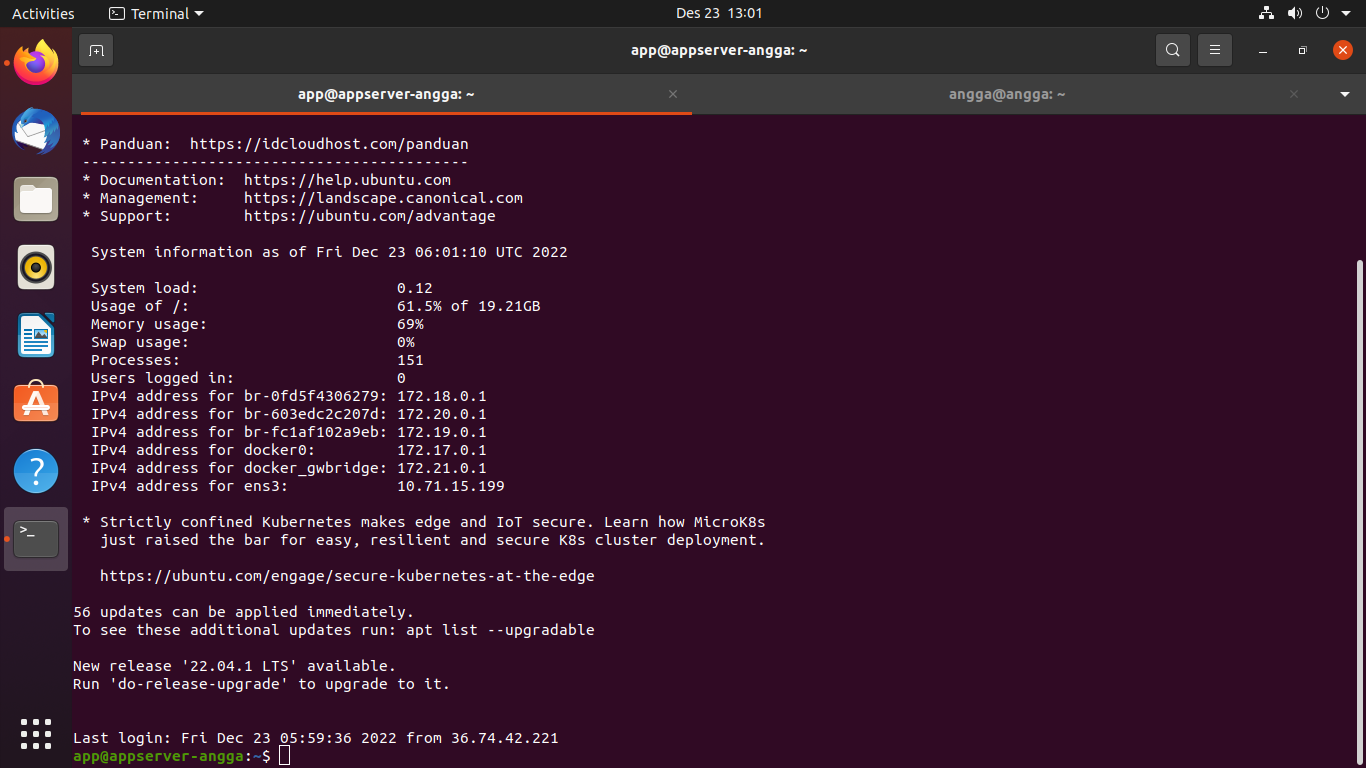 Activities Terminal Des 23 13:01
app@appserver-angga: ~
app@appserver-angga: ~ angga@angga: ~
* Panduan: https://idcloudhost.com/panduan
-------------------------------------------
* Documentation: https://help.ubuntu.com
* Management: https://landscape.canonical.com
* Support: https://ubuntu.com/advantage
System information as of Fri Dec 23 06:01:10 UTC 2022
System load: 0.12
Usage of /: 61.5% of 19.21GB
Memory usage: 69%
Swap usage: 0%
Processes: 151
Users logged in: 0
IPv4 address for br-0fd5f4306279: 172.18.0.1
IPv4 address for br-603edc2c207d: 172.20.0.1
IPv4 address for br-fc1af102a9eb: 172.19.0.1
IPv4 address for docker0: 172.17.0.1
IPv4 address for docker_gwbridge: 172.21.0.1
IPv4 address for ens3: 10.71.15.199
* Strictly confined Kubernetes makes edge and IoT secure. Learn how MicroK8s
just raised the bar for easy, resilient and secure K8s cluster deployment.
https://ubuntu.com/engage/secure-kubernetes-at-the-edge
56 updates can be applied immediately.
To see these additional updates run: apt list --upgradable
New release '22.04.1 LTS' available.
Run 'do-release-upgrade' to upgrade to it.
Last login: Fri Dec 23 05:59:36 2022 from 36.74.42.221
app@appserver-angga:~$